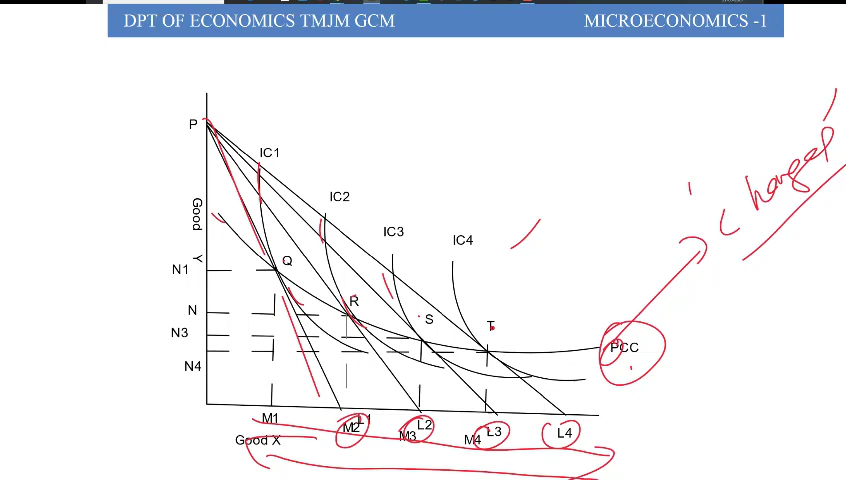 DPT OF ECONOMICS TMJM GCM MICROECONOMICS -1
P
IC1
IC2
IC3
IC4
Good Y
Q
N1
R
N
S
T
N3
PCC
N4
M1
M2
L1
M3
L2
M4
L3
L4
Good X